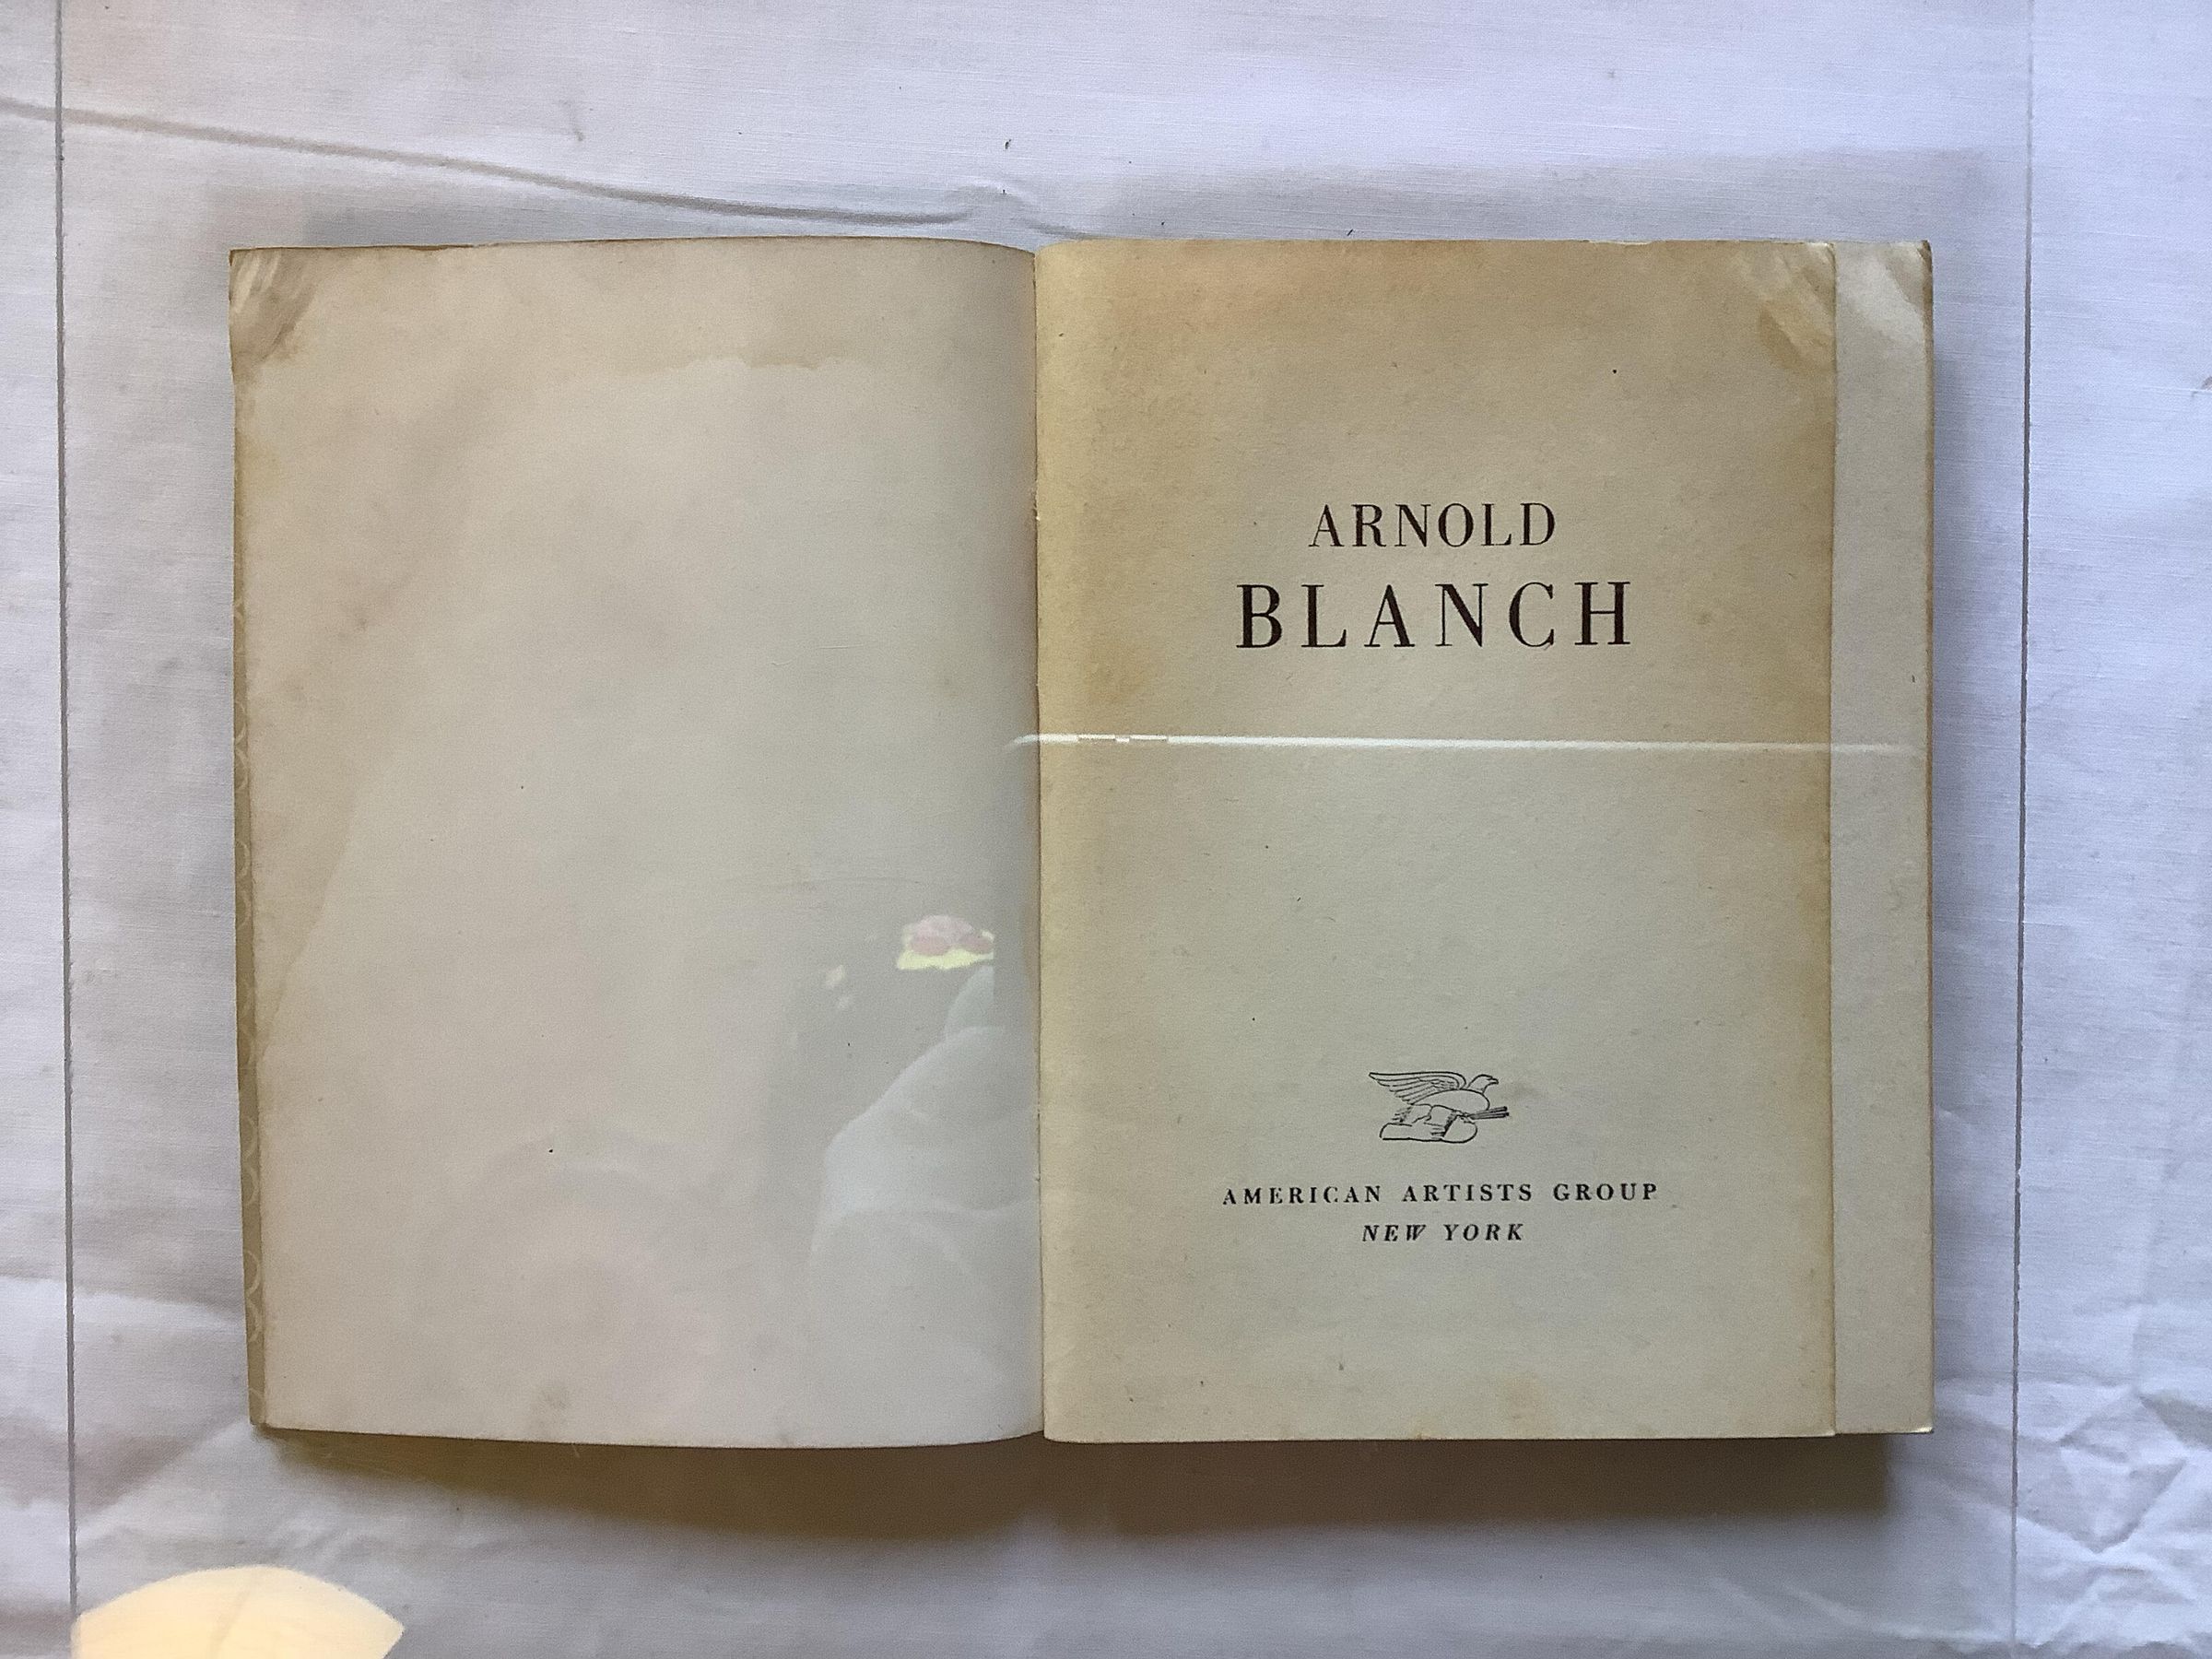 ARNOLD
BLANCH
AMERICAN ARTISTS GROUP
NEW YORK